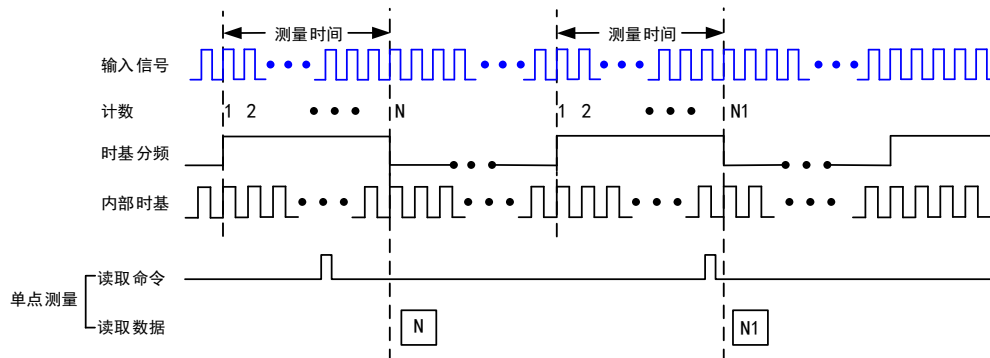 测量时间 测量时间
输入信号
计数 1 2 N 1 2 N1
时基分频
内部时基
读取命令
单点测量
读取数据 N N1